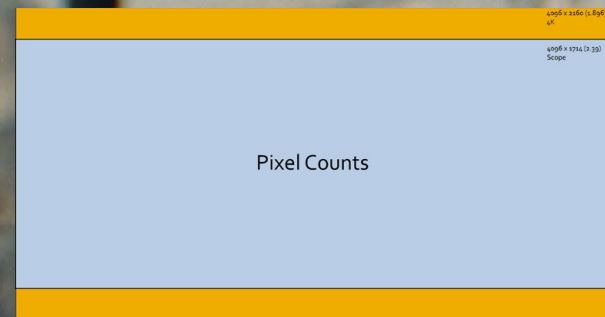 4096 x 2160 (1.896)
4K
4096 x 1714 (2.39)
Scope
Pixel Counts